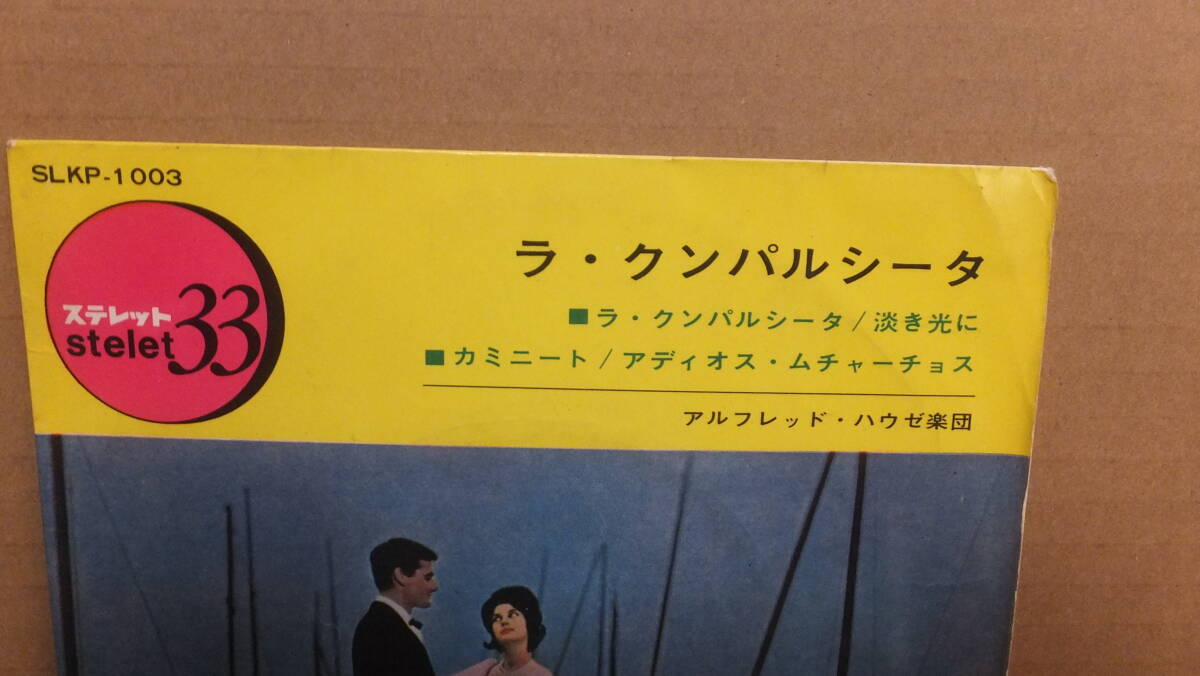 SLKP-1003
ステレット
stelet 33
ラ・クンパルシータ
■ラ・クンパルシータ/淡き光に
■カミニート/アディオス・ムチャーチョス
アルフレッド・ハウゼ楽団